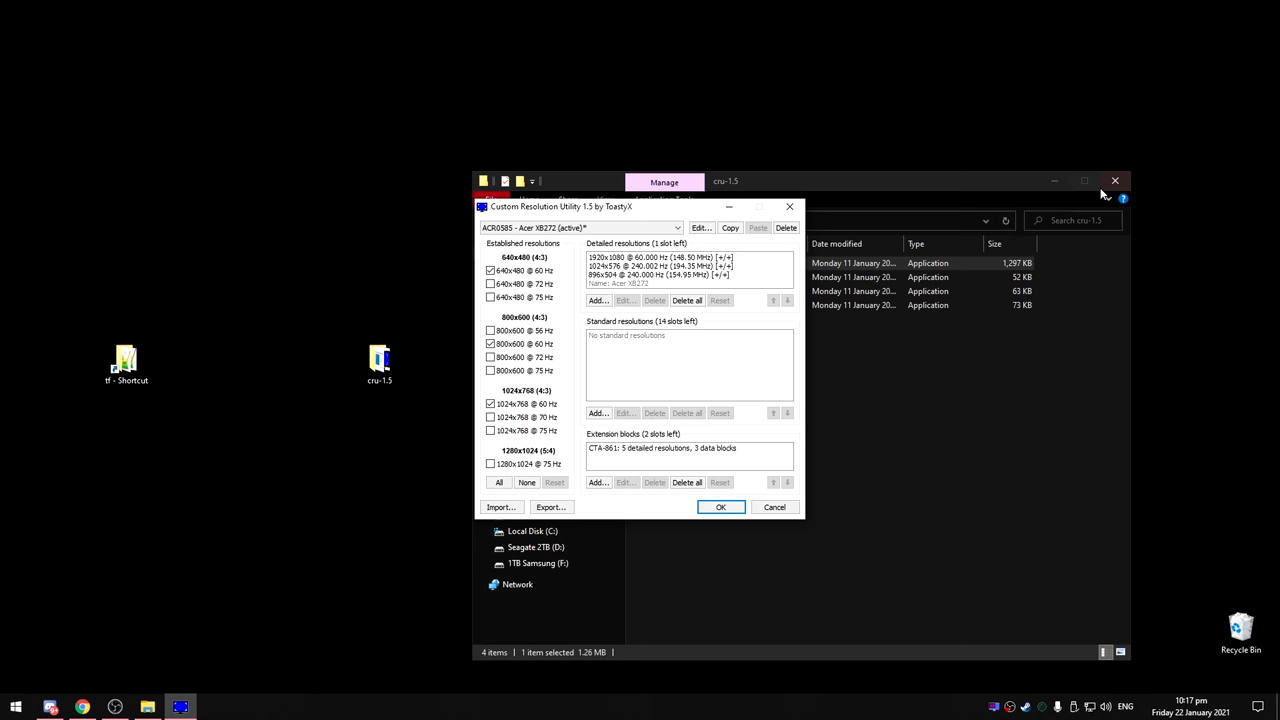 Manage
cru-1.5
Custom Resolution Utility 1.5 by ToastyX
Search cru-1.5
ACR0585 - Acer XB272 (active)*
Edit...
Copy
Paste
Delete
Established resolutions
640x480 (4:3)
640x480 @ 60 Hz
640x480 @ 72 Hz
640x480 @ 75 Hz
800x600 (4:3)
800x600 @ 56 Hz
800x600 @ 60 Hz
800x600 @ 72 Hz
800x600 @ 75 Hz
1024x768 (4:3)
1024x768 @ 60 Hz
1024x768 @ 70 Hz
1024x768 @ 75 Hz
1280x1024 (5:4)
1280x1024 @ 75 Hz
All
None
Reset
Detailed resolutions (1 slot left)
1920x1080 @ 60.000 Hz (148.50 MHz) [+/+]
1024x576 @ 240.002 Hz (194.35 MHz) [+/+]
896x504 @ 240.000 Hz (154.95 MHz) [+/+]
Name: Acer XB272
Add...
Edit...
Delete
Delete all
Reset
Standard resolutions (14 slots left)
No standard resolutions
Add...
Edit...
Delete
Delete all
Reset
Extension blocks (2 slots left)
CTA-861: 5 detailed resolutions, 3 data blocks
Add...
Edit...
Delete
Delete all
Reset
Import...
Export...
OK
Cancel
Date modified
Type
Size
Monday 11 January 20...
Application
1,297 KB
Monday 11 January 20...
Application
52 KB
Monday 11 January 20...
Application
63 KB
Monday 11 January 20...
Application
73 KB
Local Disk (C:)
Seagate 2TB (D:)
1TB Samsung (F:)
Network
4 items
1 item selected 1.26 MB
tf - Shortcut
cru-1.5
Recycle Bin
ENG
10:17 pm
Friday 22 January 2021